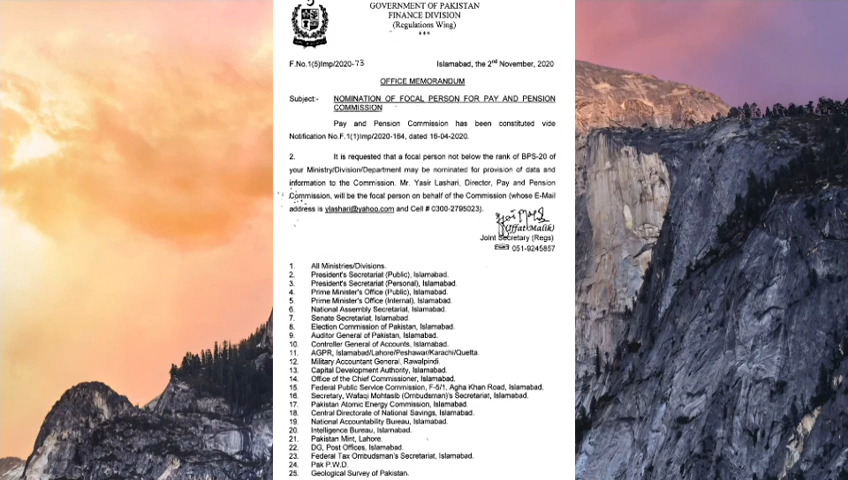 GOVERNMENT OF PAKISTAN
FINANCE DIVISION
(Regulations Wing)
***
F.No.1(5)Imp/2020-73
Islamabad, the 2nd November, 2020
OFFICE MEMORANDUM
Subject:- NOMINATION OF FOCAL PERSON FOR PAY AND PENSION
COMMISSION
Pay and Pension Commission has been constituted vide
Notification No.F.1(1)Imp/2020-164, dated 16-04-2020.
2. It is requested that a focal person not below the rank of BPS-20 of
your Ministry/Division/Department may be nominated for provision of data and
information to the Commission. Mr. Yasir Lashari, Director, Pay and Pension
Commission, will be the focal person on behalf of the Commission (whose E-Mail
address is ylashari@yahoo.com and Cell # 0300-2795023).
(Iffat Malik)
Joint Secretary (Regs)
051-9245857
1. All Ministries/Divisions.
2. President's Secretariat (Public), Islamabad.
3. President's Secretariat (Personal), Islamabad.
4. Prime Minister's Office (Public), Islamabad.
5. Prime Minister's Office (Internal), Islamabad.
6. National Assembly Secretariat, Islamabad.
7. Senate Secretariat, Islamabad.
8. Election Commission of Pakistan, Islamabad.
9. Auditor General of Pakistan, Islamabad.
10. Controller General of Accounts, Islamabad.
11. AGPR, Islamabad/Lahore/Peshawar/Karachi/Quetta.
12. Military Accountant General, Rawalpindi.
13. Capital Development Authority, Islamabad.
14. Office of the Chief Commissioner, Islamabad.
15. Federal Public Service Commission, F-5/1, Agha Khan Road, Islamabad.
16. Secretary, Wafaqi Mohtasib (Ombudsman)'s Secretariat, Islamabad.
17. Pakistan Atomic Energy Commission, Islamabad.
18. Central Directorate of National Savings, Islamabad.
19. National Accountability Bureau, Islamabad.
20. Intelligence Bureau, Islamabad.
21. Pakistan Mint, Lahore.
22. DG, Post Offices, Islamabad.
23. Federal Tax Ombudsman's Secretariat, Islamabad.
24. Pak P.W.D.
25. Geological Survey of Pakistan.